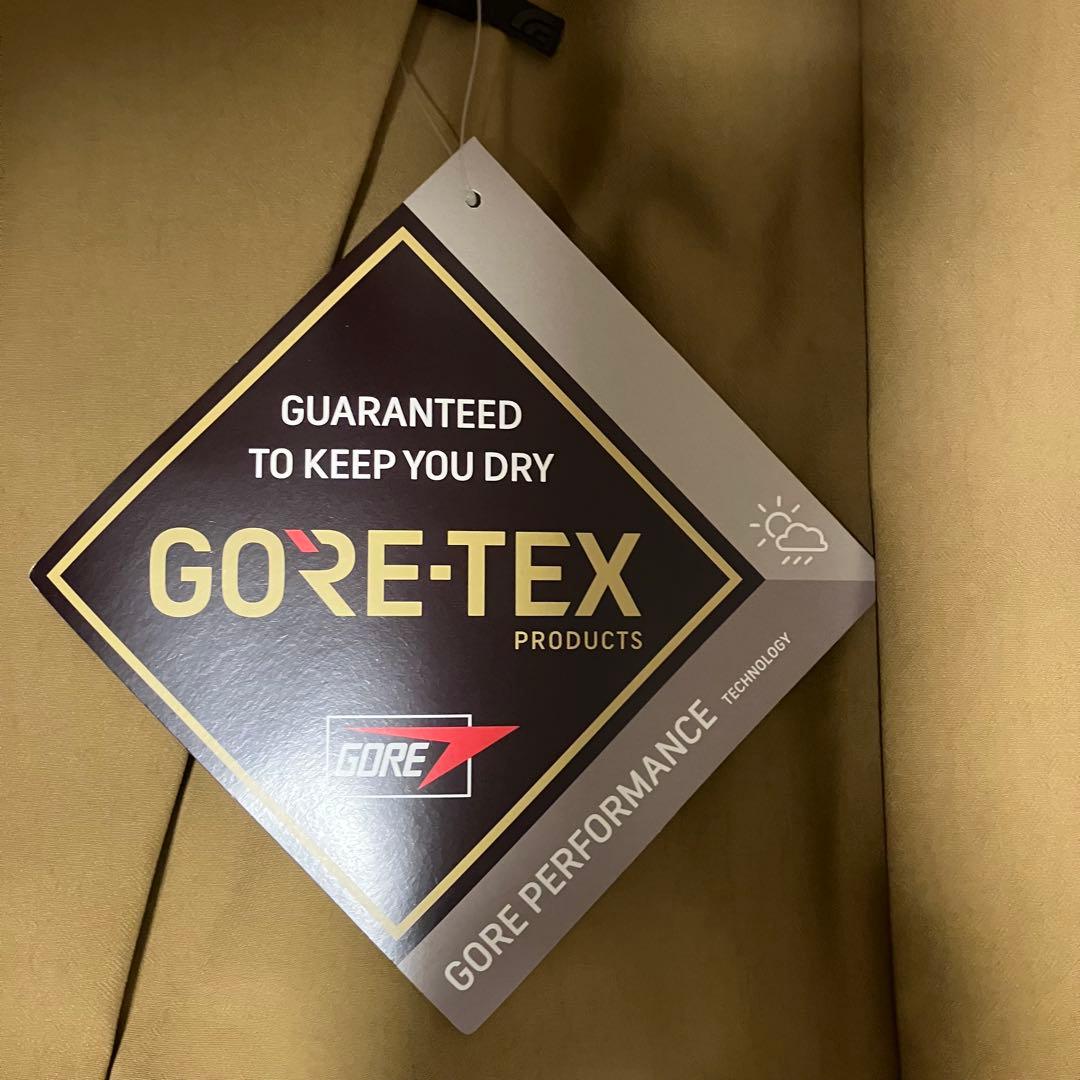 GUARANTEED
TO KEEP YOU DRY
GORE-TEX
PRODUCTS
GORE
GORE PERFORMANCE TECHNOLOGY